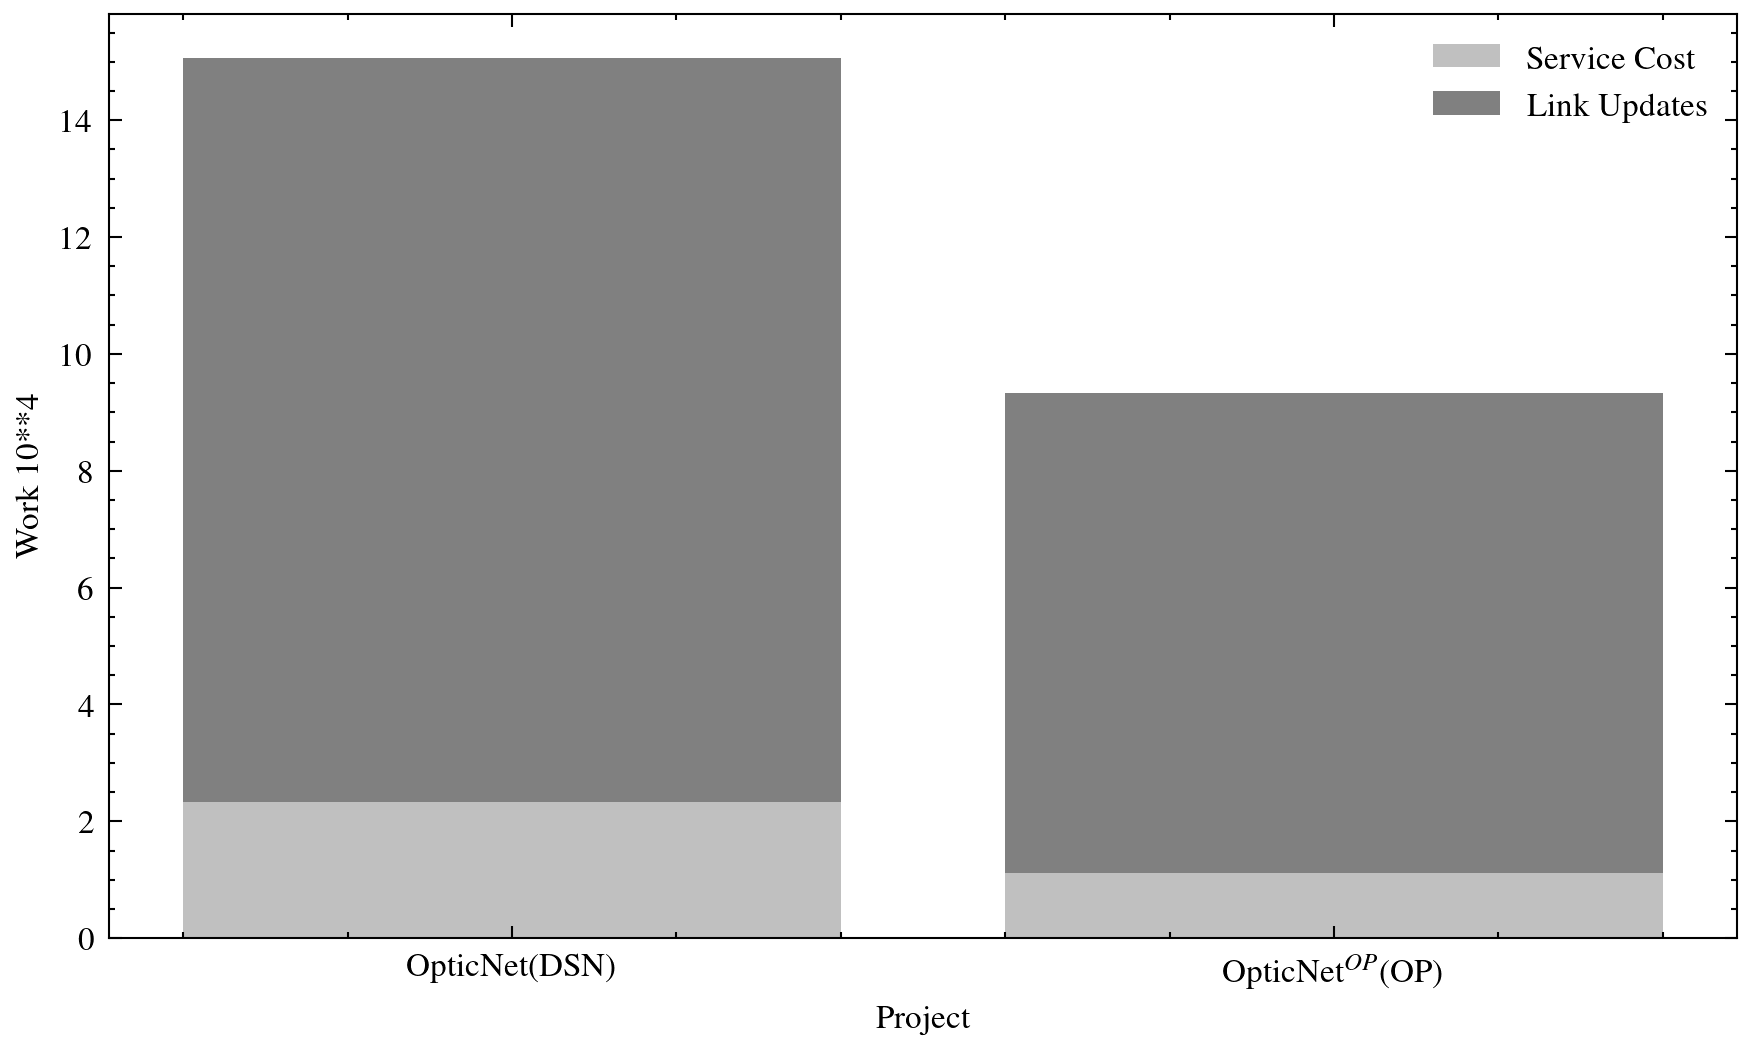 Service Cost
Link Updates
14
12
10
8
6
4
2
0
Work 10**4
OpticNet(DSN)
OpticNet^{OP}(OP)
Project